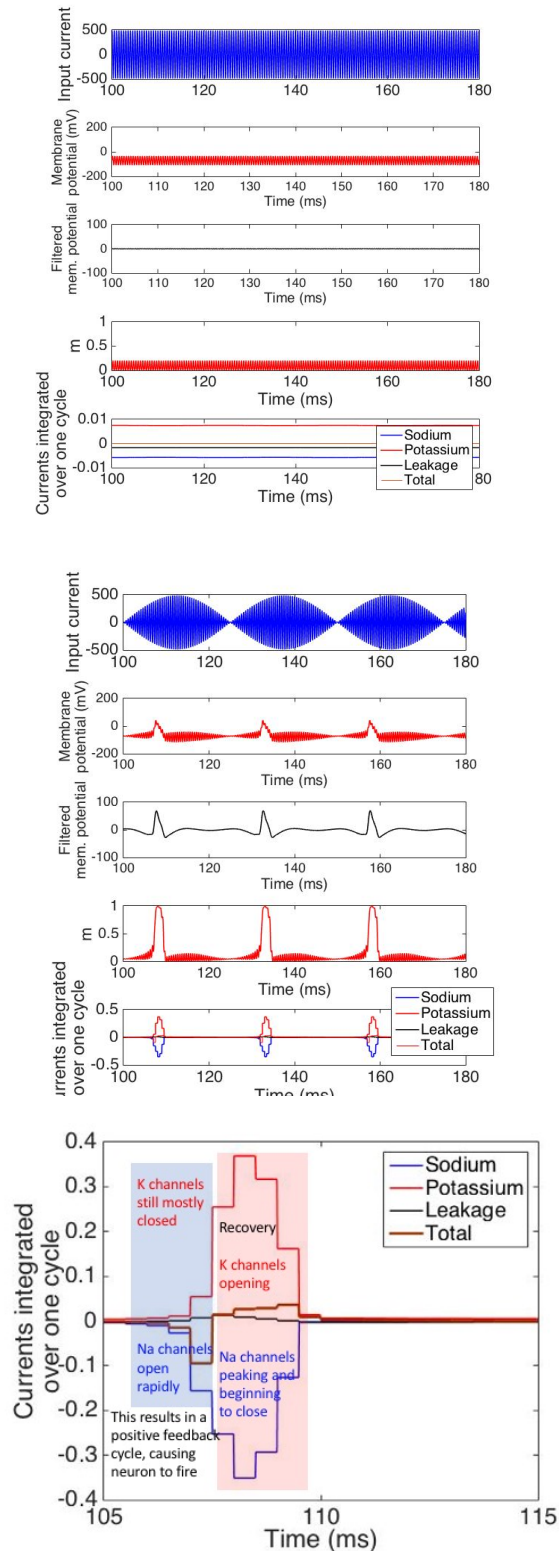 Input current
500
0
-500
100 120 140 160 180
Membrane
potential (mV)
200
0
-200
100 110 120 130 140 150 160 170 180
Time (ms)
Filtered
mem. potential
100
0
-100
100 110 120 130 140 150 160 170 180
Time (ms)
m
1
0.5
0
100 120 140 160 180
Time (ms)
Currents integrated
over one cycle
0.01
0
-0.01
Sodium
Potassium
Leakage
Total
100 120 140 80
Time (ms)
Input current
500
0
-500
100 120 140 160 180
Membrane
potential (mV)
200
0
-200
100 120 140 160 180
Time (ms)
Filtered
mem. potential
100
0
-100
100 120 140 160 180
Time (ms)
m
1
0.5
0
100 120 140 160 180
Time (ms)
urrents integrated
over one cycle
0.5
0
-0.5
Sodium
Potassium
Leakage
Total
100 120 140 160 180
Time (ms)
Currents integrated
over one cycle
0.4
0.3
0.2
0.1
0
-0.1
-0.2
-0.3
-0.4
K channels
still mostly
closed
Recovery
K channels
opening
Sodium
Potassium
Leakage
Total
Na channels
open
rapidly
Na channels
peaking and
beginning
to close
This results in a
positive feedback
cycle, causing
neuron to fire
105 110 115
Time (ms)